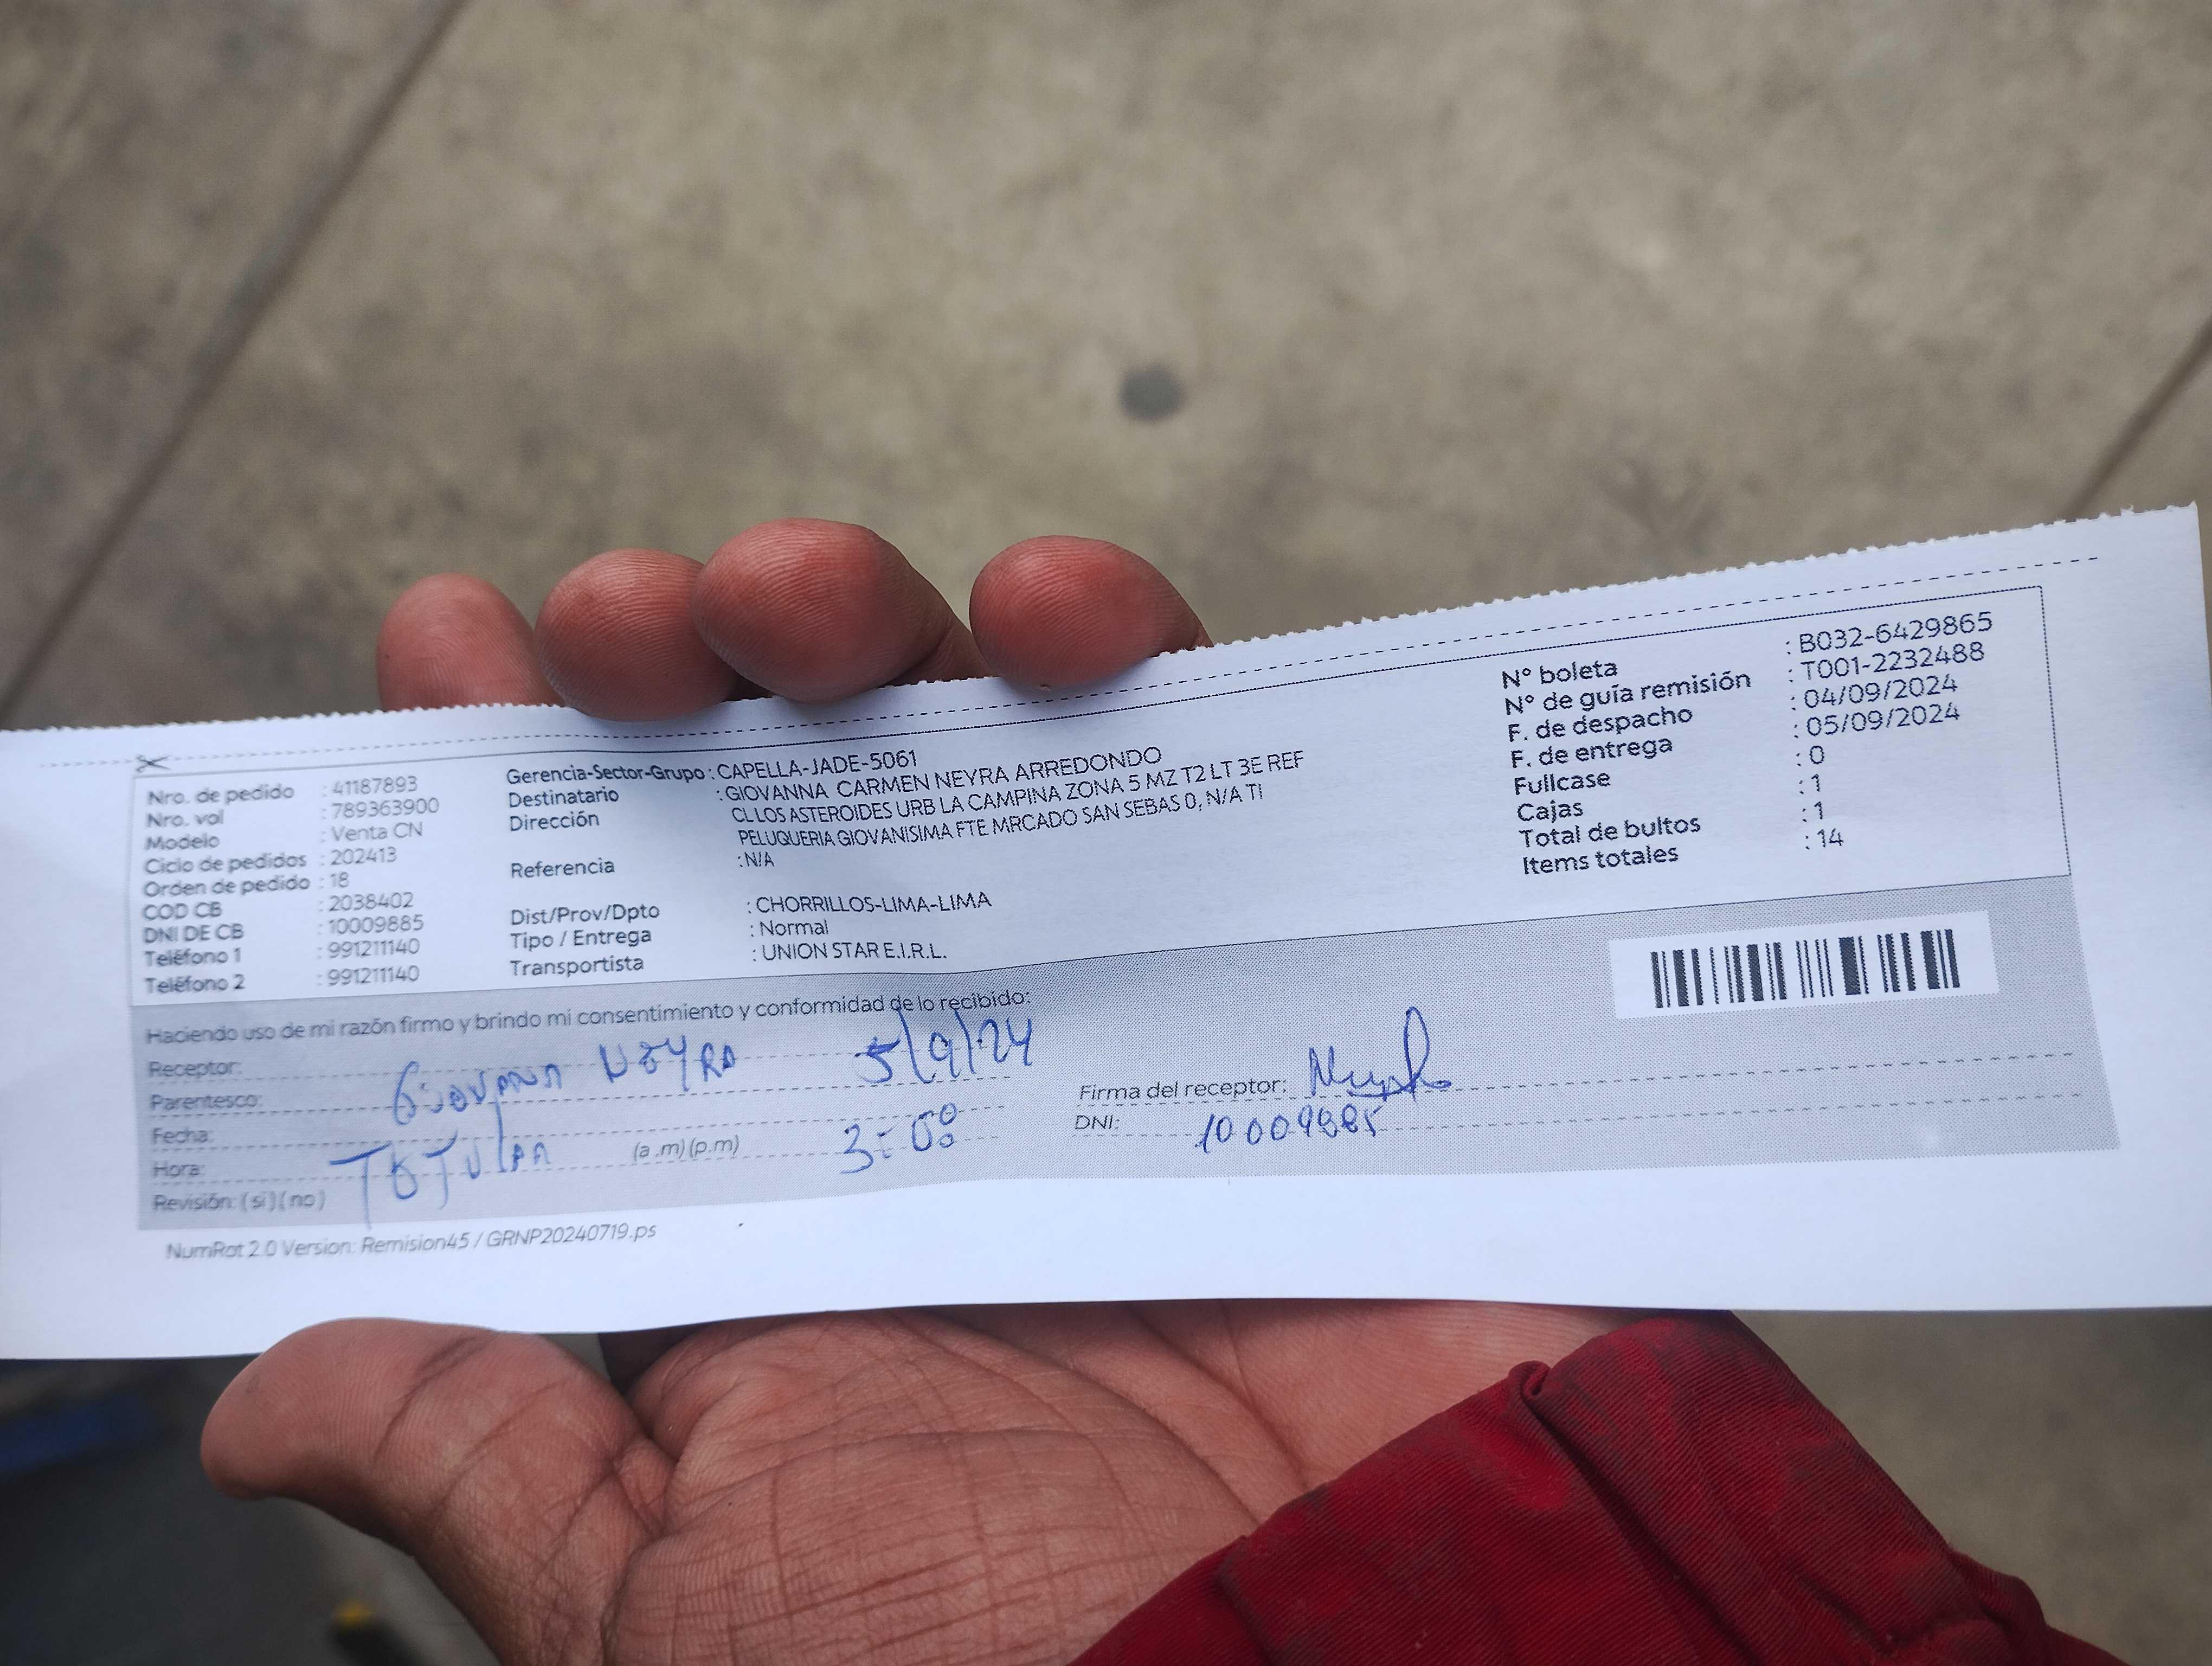 Nro. de pedido : 41187893
Nro. vol : 789363900
Modelo : Venta CN
Ciclo de pedidos : 202413
Orden de pedido : 18
COD CB : 2038402
DNI DE CB : 10009885
Teléfono 1 : 991211140
Teléfono 2 : 991211140
Gerencia-Sector-Grupo : CAPELLA-JADE-5061
Destinatario : GIOVANNA CARMEN NEYRA ARREDONDO
Dirección CL LOS ASTEROIDES URB LA CAMPINA ZONA 5 MZ T2 LT 3E REF
PELUQUERIA GIOVANISIMA FTE MRCADO SAN SEBAS 0, N/A TI
Referencia : N/A
Dist/Prov/Dpto : CHORRILLOS-LIMA-LIMA
Tipo / Entrega : Normal
Transportista : UNION STAR E.I.R.L.
N° boleta : B032-6429865
N° de guía remisión : T001-2232488
F. de despacho : 04/09/2024
F. de entrega : 05/09/2024
Fullcase : 0
Cajas : 1
Total de bultos : 1
Items totales : 14
Haciendo uso de mi razón firmo y brindo mi consentimiento y conformidad de lo recibido:
Receptor: Giovana Neyra 5/9/24
Parentesco:
Fecha:
Hora: (a.m) (p.m) 3:00
Revisión: (si) (no)
Firma del receptor:
DNI: 10009885
NumRot 2.0 Version: Remision45 / GRNP20240719.ps